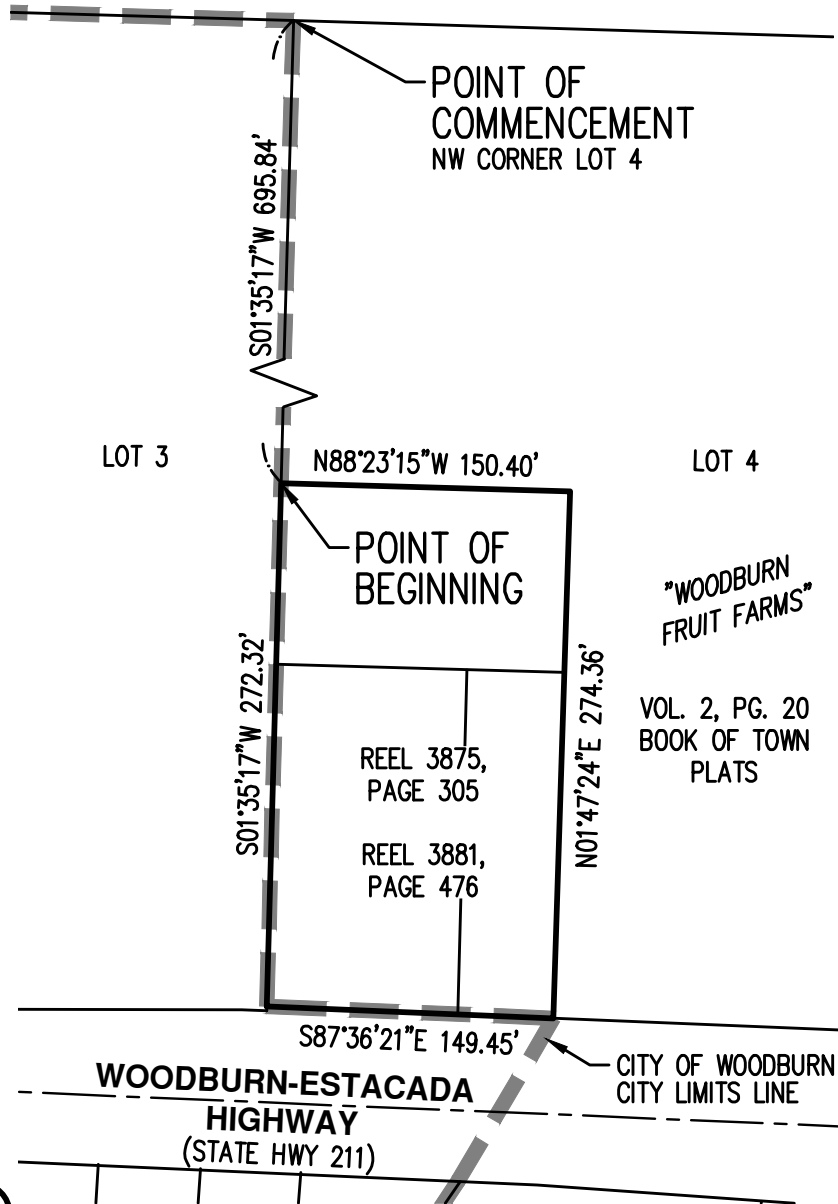 POINT OF
COMMENCEMENT
NW CORNER LOT 4
S01°35'17"W 695.84'
LOT 3
N88°23'15"W 150.40'
LOT 4
POINT OF
BEGINNING
"WOODBURN
FRUIT FARMS"
S01°35'17"W 272.32'
N01°47'24"E 274.36'
VOL. 2, PG. 20
BOOK OF TOWN
PLATS
REEL 3875,
PAGE 305
REEL 3881,
PAGE 476
S87°36'21"E 149.45'
CITY OF WOODBURN
CITY LIMITS LINE
WOODBURN-ESTACADA
HIGHWAY
(STATE HWY 211)